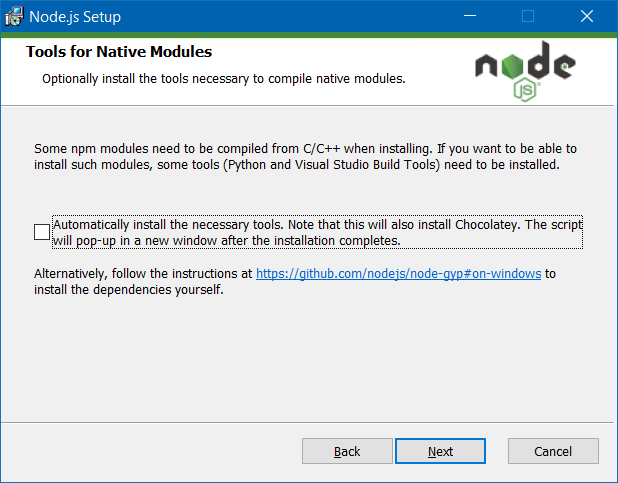 Node.js Setup
Tools for Native Modules
Optionally install the tools necessary to compile native modules.
node
JS
Some npm modules need to be compiled from C/C++ when installing. If you want to be able to
install such modules, some tools (Python and Visual Studio Build Tools) need to be installed.
Automatically install the necessary tools. Note that this will also install Chocolatey. The script
will pop-up in a new window after the installation completes.
Alternatively, follow the instructions at https://github.com/nodejs/node-gyp#on-windows to
install the dependencies yourself.
Back Next Cancel